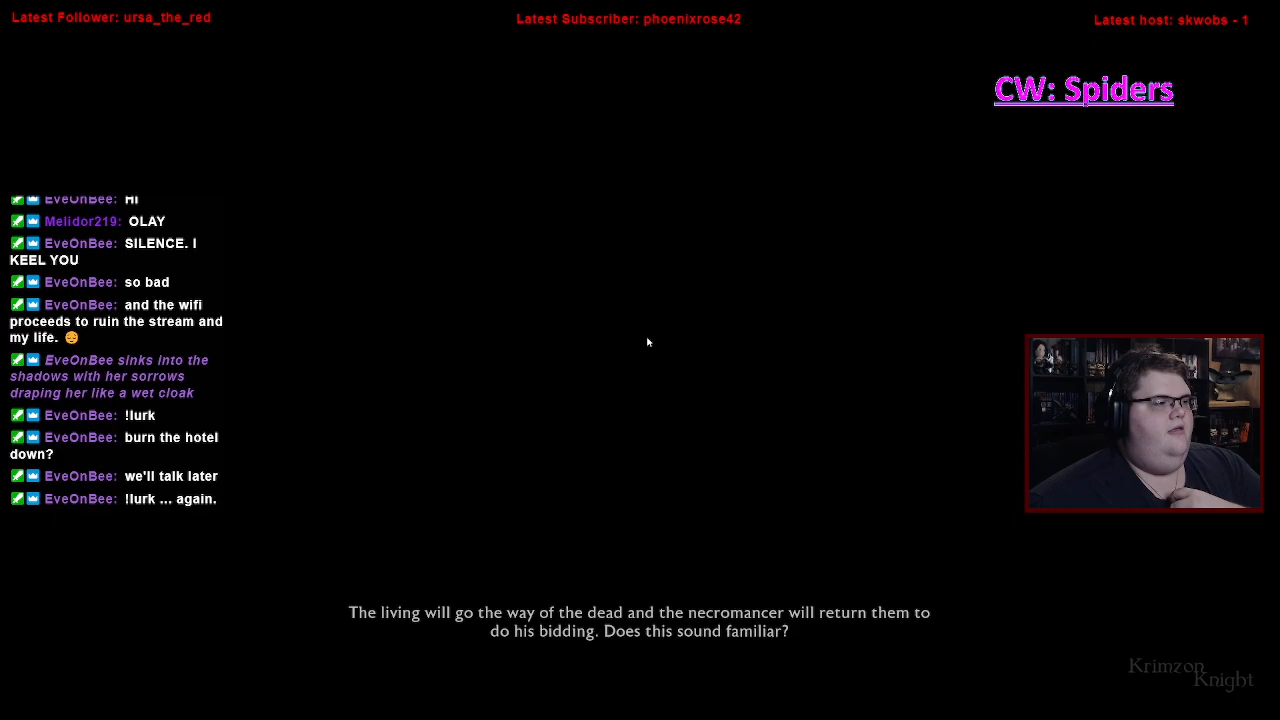 Latest Follower: ursa_the_red
Latest Subscriber: phoenixrose42
Latest host: skwobs - 1
CW: Spiders
EveOnBee: Hi
Melidor219: OLAY
EveOnBee: SILENCE. I
KEEL YOU
EveOnBee: so bad
EveOnBee: and the wifi
proceeds to ruin the stream and
my life. 😔
EveOnBee sinks into the
shadows with her sorrows
draping her like a wet cloak
EveOnBee: !lurk
EveOnBee: burn the hotel
down?
EveOnBee: we'll talk later
EveOnBee: !lurk ... again.
The living will go the way of the dead and the necromancer will return them to
do his bidding. Does this sound familiar?
Krimzon
Knight